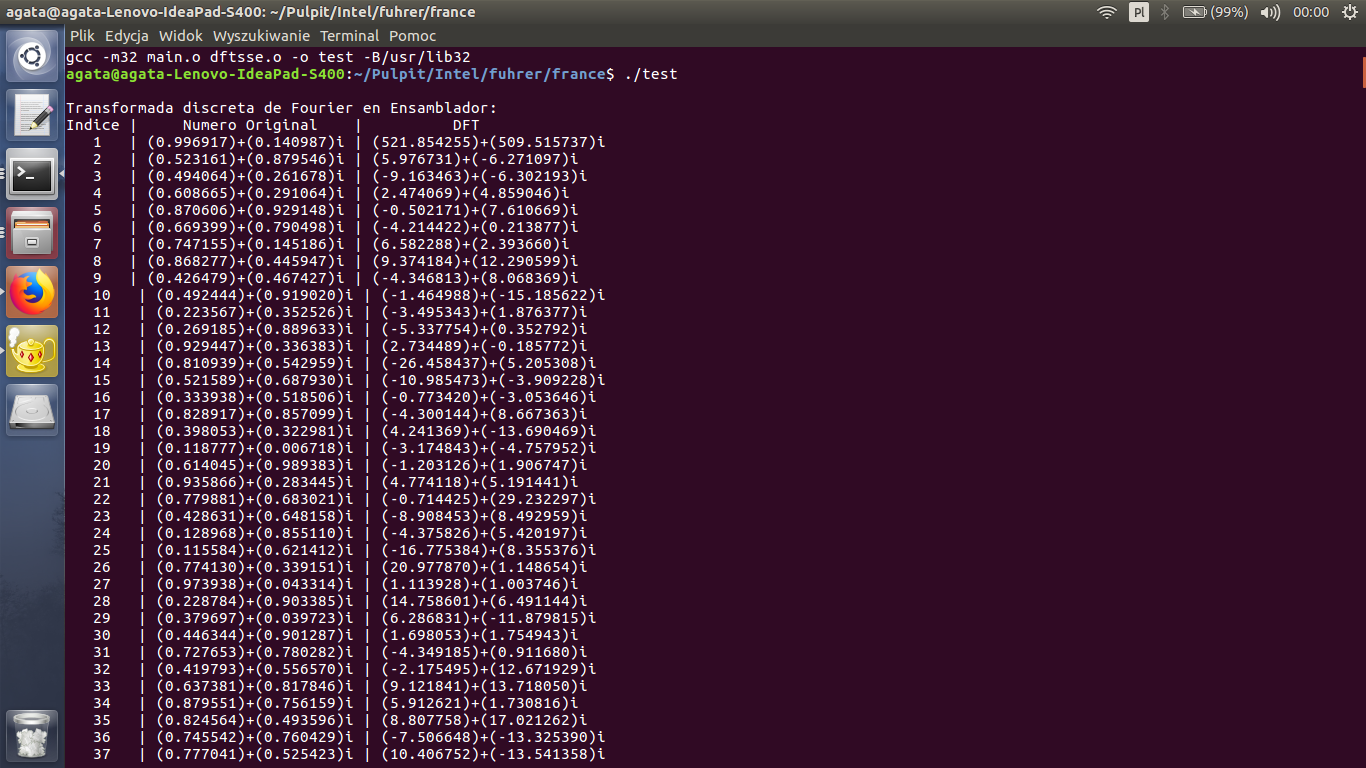 agata@agata-Lenovo-IdeaPad-S400: ~/Pulpit/Intel/fuhrer/france Pl (99%) 00:00
Plik Edycja Widok Wyszukiwanie Terminal Pomoc
gcc -m32 main.o dftsse.o -o test -B/usr/lib32
agata@agata-Lenovo-IdeaPad-S400:~/Pulpit/Intel/fuhrer/france$ ./test
Transformada discreta de Fourier en Ensamblador:
Indice | Numero Original | DFT
1 | (0.996917)+(0.140987)i | (521.854255)+(509.515737)i
2 | (0.523161)+(0.879546)i | (5.976731)+(-6.271097)i
3 | (0.494064)+(0.261678)i | (-9.163463)+(-6.302193)i
4 | (0.608665)+(0.291064)i | (2.474069)+(4.859046)i
5 | (0.870606)+(0.929148)i | (-0.502171)+(7.610669)i
6 | (0.669399)+(0.790498)i | (-4.214422)+(0.213877)i
7 | (0.747155)+(0.145186)i | (6.582288)+(2.393660)i
8 | (0.868277)+(0.445947)i | (9.374184)+(12.290599)i
9 | (0.426479)+(0.467427)i | (-4.346813)+(8.068369)i
10 | (0.492444)+(0.919020)i | (-1.464988)+(-15.185622)i
11 | (0.223567)+(0.352526)i | (-3.495343)+(1.876377)i
12 | (0.269185)+(0.889633)i | (-5.337754)+(0.352792)i
13 | (0.929447)+(0.336383)i | (2.734489)+(-0.185772)i
14 | (0.810939)+(0.542959)i | (-26.458437)+(5.205308)i
15 | (0.521589)+(0.687930)i | (-10.985473)+(-3.909228)i
16 | (0.333938)+(0.518506)i | (-0.773420)+(-3.053646)i
17 | (0.828917)+(0.857099)i | (-4.300144)+(8.667363)i
18 | (0.398053)+(0.322981)i | (4.241369)+(-13.690469)i
19 | (0.118777)+(0.006718)i | (-3.174843)+(-4.757952)i
20 | (0.614045)+(0.989383)i | (-1.203126)+(1.906747)i
21 | (0.935866)+(0.283445)i | (4.774118)+(5.191441)i
22 | (0.779881)+(0.683021)i | (-0.714425)+(29.232297)i
23 | (0.428631)+(0.648158)i | (-8.908453)+(8.492959)i
24 | (0.128968)+(0.855110)i | (-4.375826)+(5.420197)i
25 | (0.115584)+(0.621412)i | (-16.775384)+(8.355376)i
26 | (0.774130)+(0.339151)i | (20.977870)+(1.148654)i
27 | (0.973938)+(0.043314)i | (1.113928)+(1.003746)i
28 | (0.228784)+(0.903385)i | (14.758601)+(6.491144)i
29 | (0.379697)+(0.039723)i | (6.286831)+(-11.879815)i
30 | (0.446344)+(0.901287)i | (1.698053)+(1.754943)i
31 | (0.727653)+(0.780282)i | (-4.349185)+(0.911680)i
32 | (0.419793)+(0.556570)i | (-2.175495)+(12.671929)i
33 | (0.637381)+(0.817846)i | (9.121841)+(13.718050)i
34 | (0.879551)+(0.756159)i | (5.912621)+(1.730816)i
35 | (0.824564)+(0.493596)i | (8.807758)+(17.021262)i
36 | (0.745542)+(0.760429)i | (-7.506648)+(-13.325390)i
37 | (0.777041)+(0.525423)i | (10.406752)+(-13.541358)i